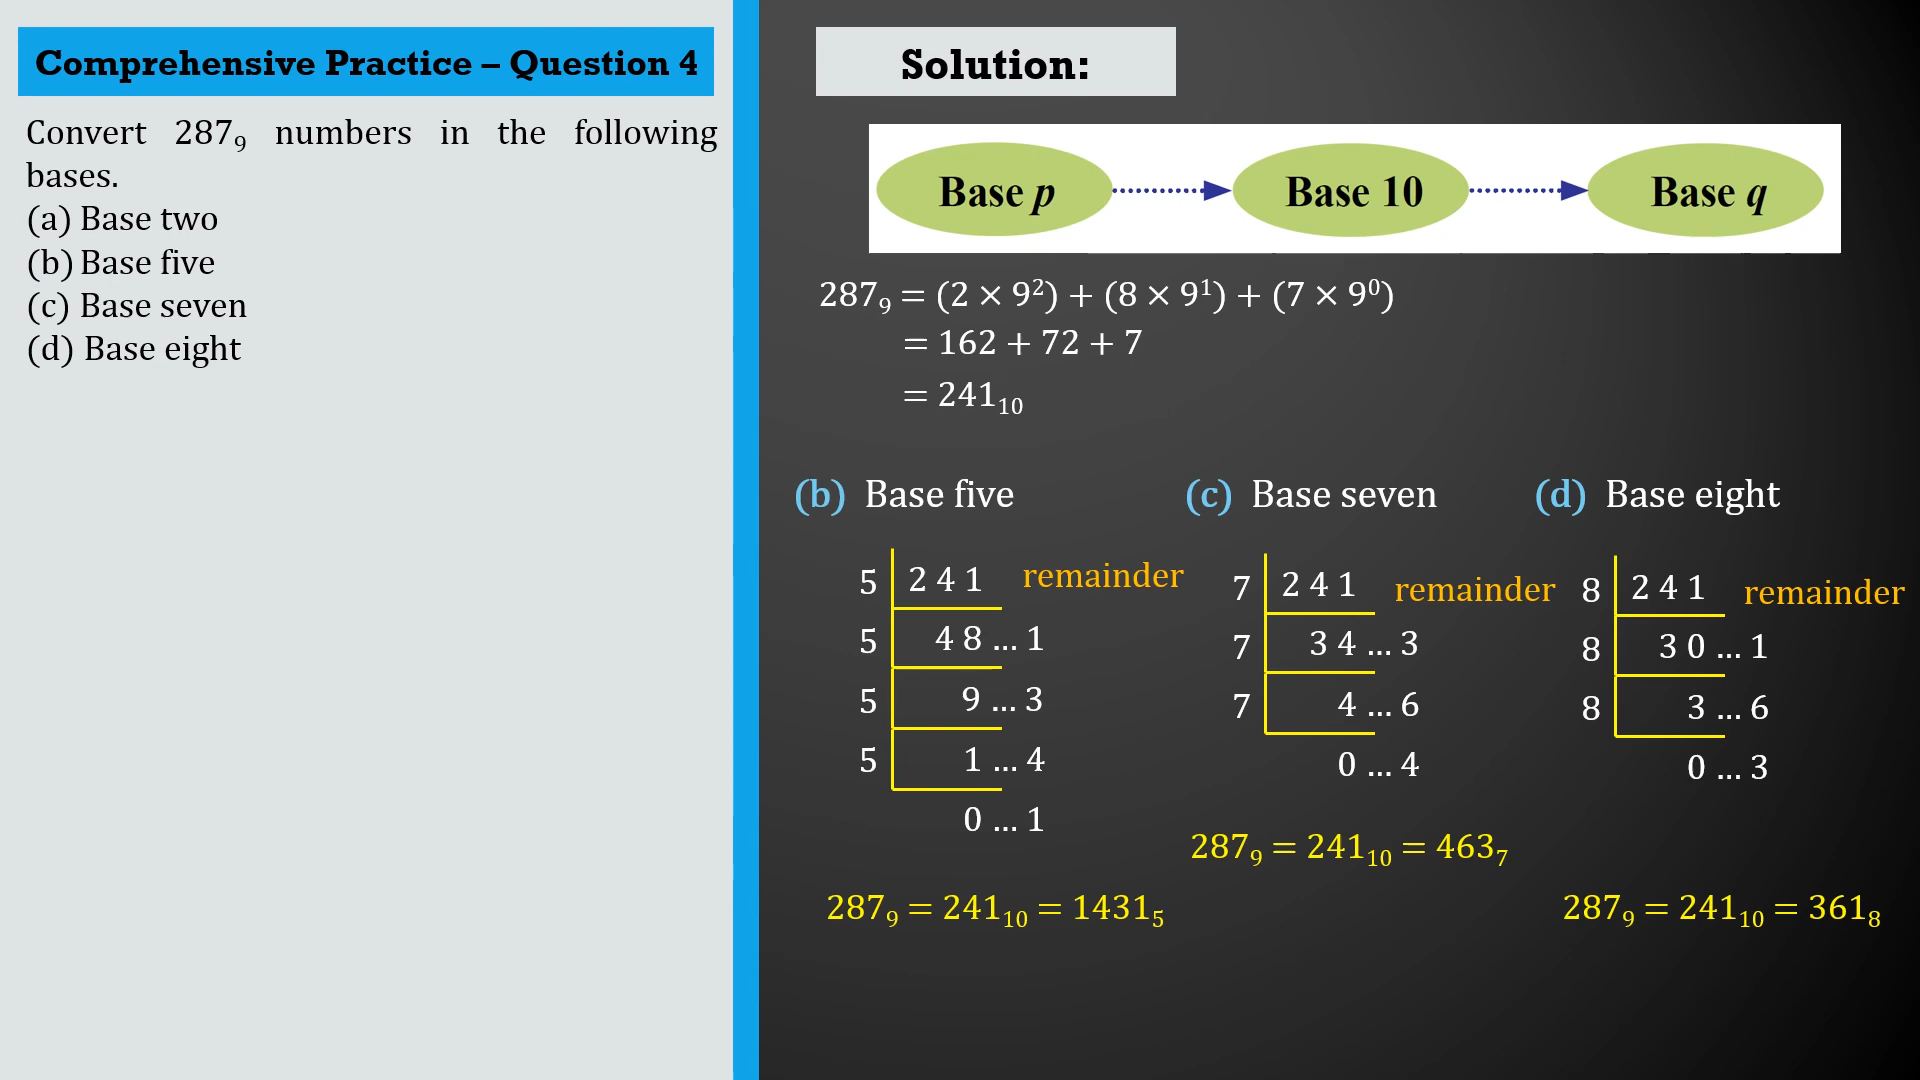 Comprehensive Practice – Question 4
Convert 287₉ numbers in the following
bases.
(a) Base two
(b) Base five
(c) Base seven
(d) Base eight
Solution:
Base p Base 10 Base q
287₉ = (2 × 9²) + (8 × 9¹) + (7 × 9⁰)
= 162 + 72 + 7
= 241₁₀
(b) Base five
5 2 4 1 remainder
5 4 8 ... 1
5 9 ... 3
5 1 ... 4
0 ... 1
287₉ = 241₁₀ = 1431₅
(c) Base seven
7 2 4 1 remainder
7 3 4 ... 3
7 4 ... 6
0 ... 4
287₉ = 241₁₀ = 463₇
(d) Base eight
8 2 4 1 remainder
8 3 0 ... 1
8 3 ... 6
0 ... 3
287₉ = 241₁₀ = 361₈